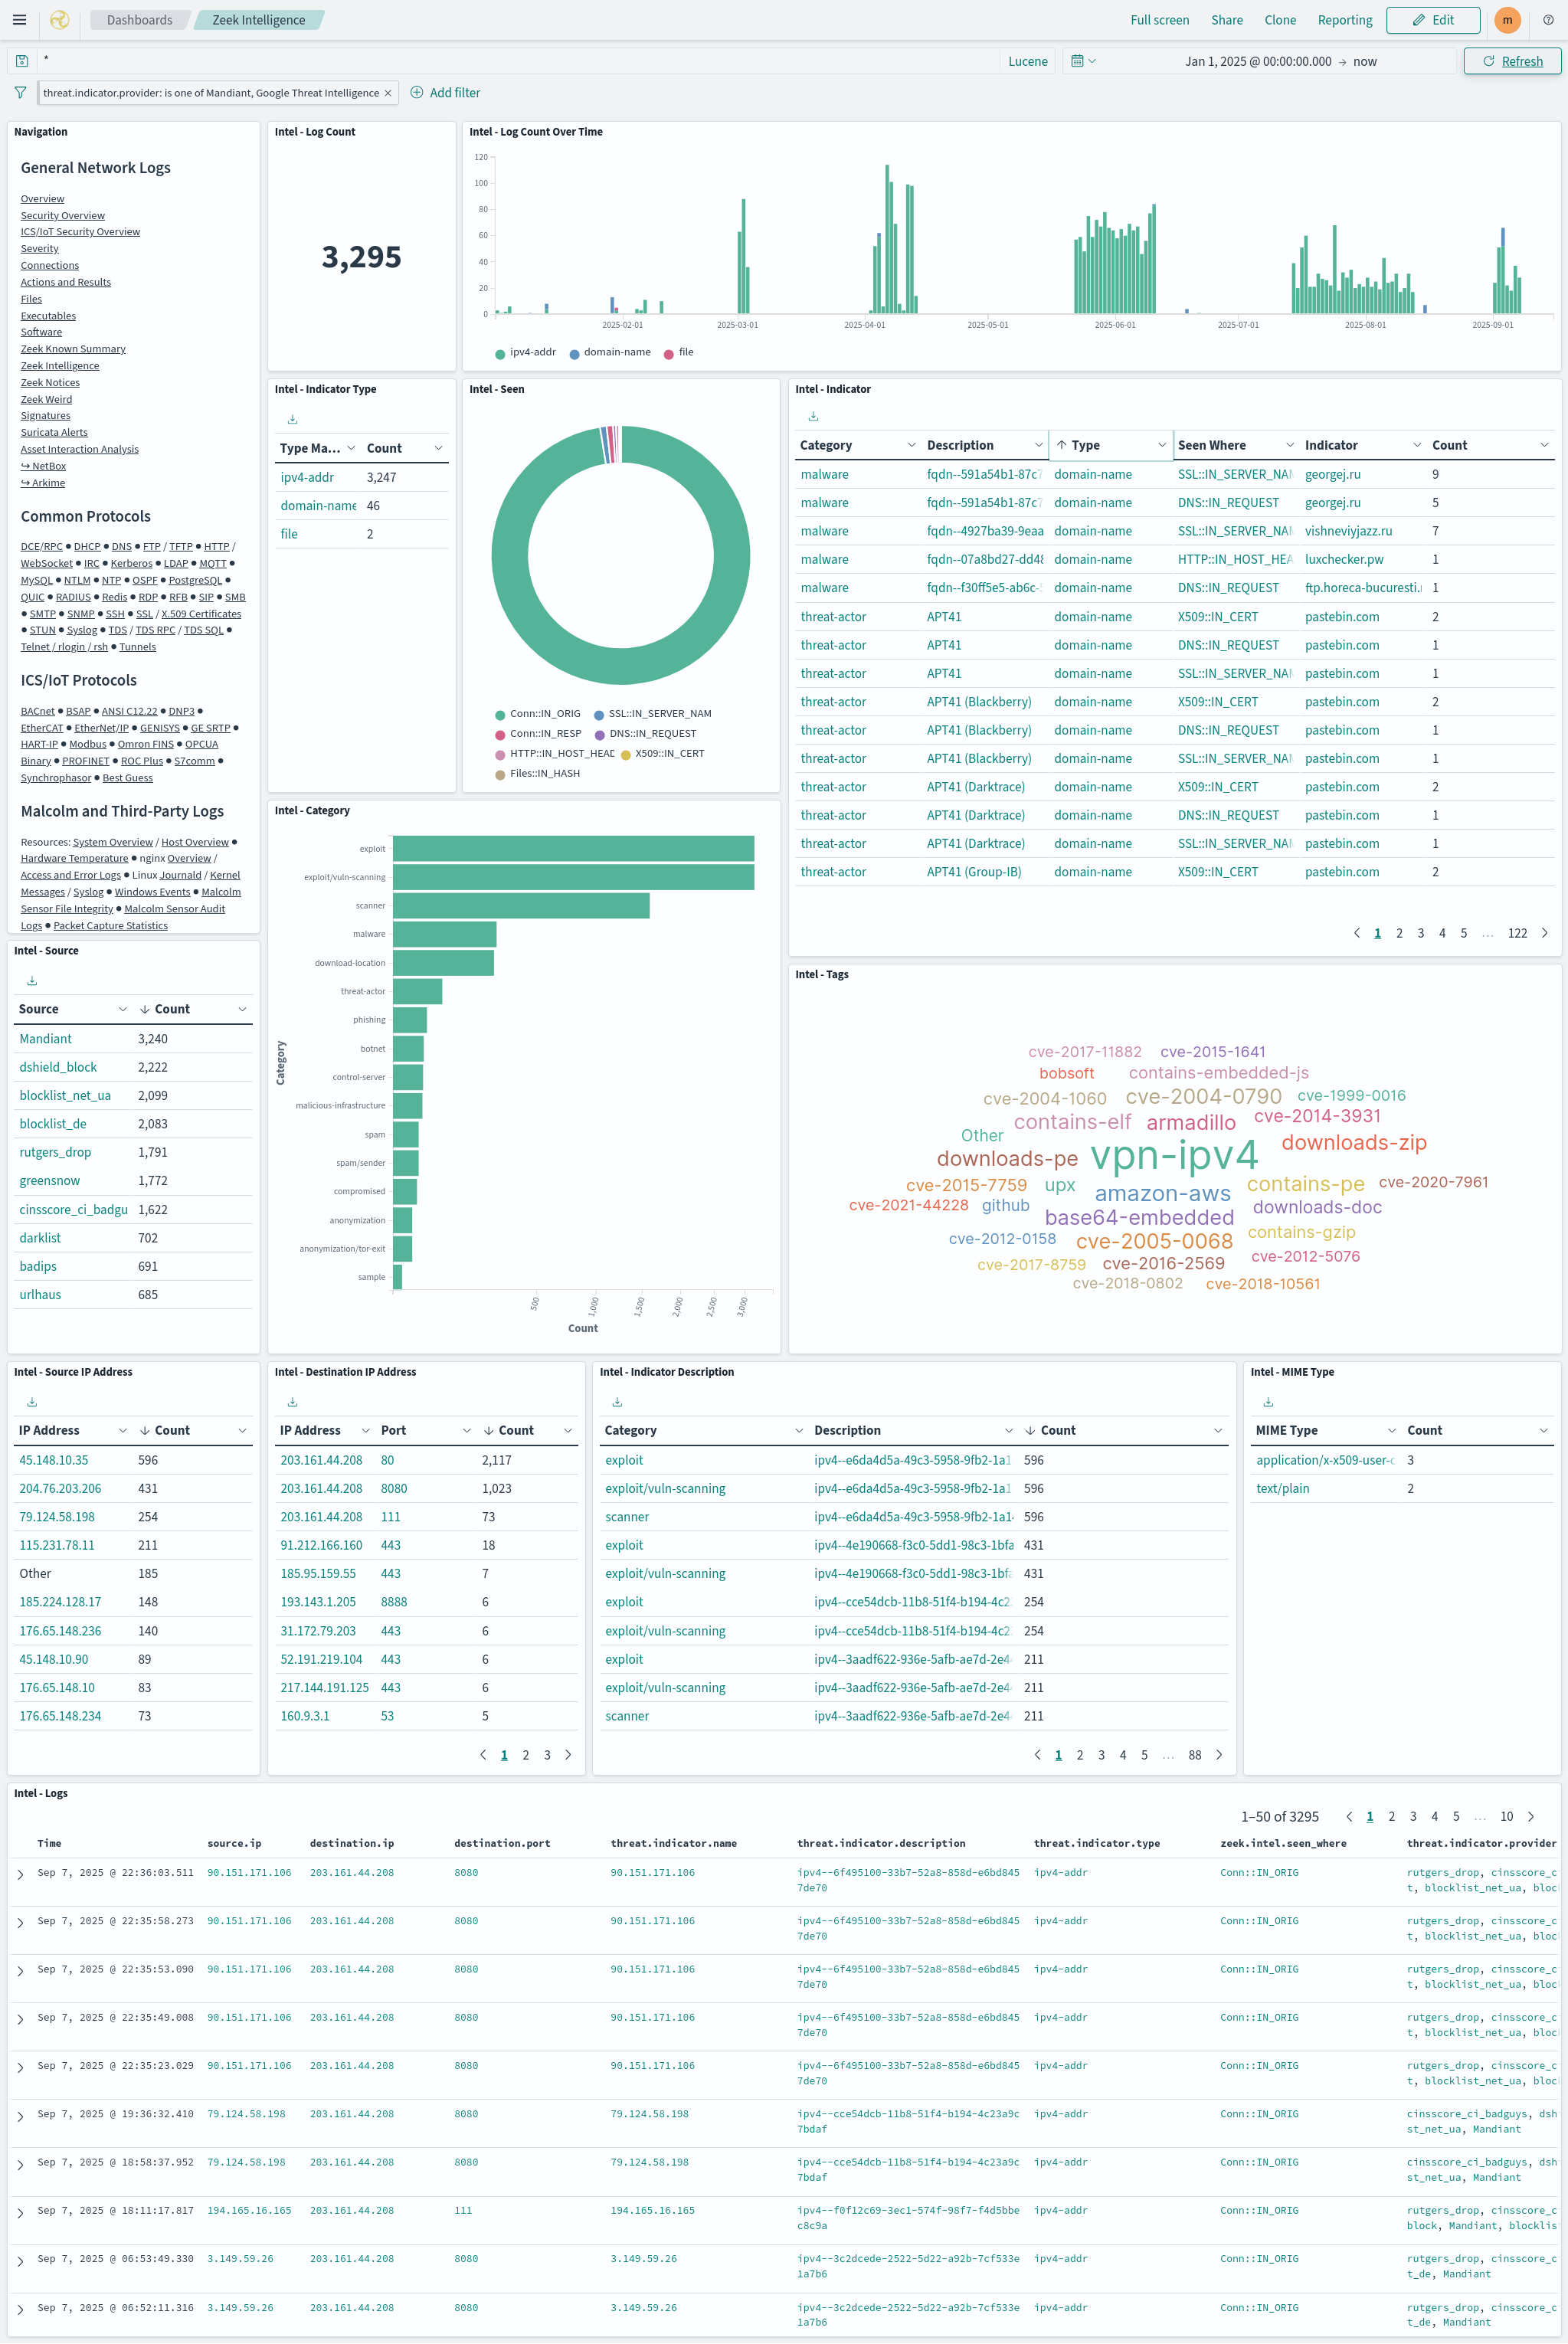 Dashboards
Zeek Intelligence
Full screen
Share
Clone
Reporting
Edit
m
*
Lucene
Jan 1, 2025 @ 00:00:00.000 → now
Refresh
threat.indicator.provider: is one of Mandiant, Google Threat Intelligence ×
Add filter
Navigation
General Network Logs
Overview
Security Overview
ICS/IoT Security Overview
Severity
Connections
Actions and Results
Files
Executables
Software
Zeek Known Summary
Zeek Intelligence
Zeek Notices
Zeek Weird
Signatures
Suricata Alerts
Asset Interaction Analysis
↪ NetBox
↪ Arkime
Common Protocols
DCE/RPC ● DHCP ● DNS ● FTP / TFTP ● HTTP /
WebSocket ● IRC ● Kerberos ● LDAP ● MQTT ●
MySQL ● NTLM ● NTP ● OSPF ● PostgreSQL ●
QUIC ● RADIUS ● Redis ● RDP ● RFB ● SIP ● SMB
● SMTP ● SNMP ● SSH ● SSL / X.509 Certificates
● STUN ● Syslog ● TDS / TDS RPC / TDS SQL ●
Telnet / rlogin / rsh ● Tunnels
ICS/IoT Protocols
BACnet ● BSAP ● ANSI C12.22 ● DNP3 ●
EtherCAT ● EtherNet/IP ● GENISYS ● GE SRTP ●
HART-IP ● Modbus ● Omron FINS ● OPCUA
Binary ● PROFINET ● ROC Plus ● S7comm ●
Synchrophasor ● Best Guess
Malcolm and Third-Party Logs
Resources: System Overview / Host Overview ●
Hardware Temperature ● nginx Overview /
Access and Error Logs ● Linux Journald / Kernel
Messages / Syslog ● Windows Events ● Malcolm
Sensor File Integrity ● Malcolm Sensor Audit
Logs ● Packet Capture Statistics
Intel - Log Count
3,295
Intel - Log Count Over Time
120
100
80
60
40
20
0
2025-02-01 2025-03-01 2025-04-01 2025-05-01 2025-06-01 2025-07-01 2025-08-01 2025-09-01
ipv4-addr domain-name file
Intel - Indicator Type
Type Ma... Count
ipv4-addr 3,247
domain-name 46
file 2
Intel - Seen
Conn::IN_ORIG SSL::IN_SERVER_NAM
Conn::IN_RESP DNS::IN_REQUEST
HTTP::IN_HOST_HEAD X509::IN_CERT
Files::IN_HASH
Intel - Indicator
Category Description Type Seen Where Indicator Count
malware fqdn--591a54b1-87c7 domain-name SSL::IN_SERVER_NAM georgej.ru 9
malware fqdn--591a54b1-87c7 domain-name DNS::IN_REQUEST georgej.ru 5
malware fqdn--4927ba39-9eaa domain-name SSL::IN_SERVER_NAM vishneviyjazz.ru 7
malware fqdn--07a8bd27-dd48 domain-name HTTP::IN_HOST_HEA luxchecker.pw 1
malware fqdn--f30ff5e5-ab6c- domain-name DNS::IN_REQUEST ftp.horeca-bucuresti. 1
threat-actor APT41 domain-name X509::IN_CERT pastebin.com 2
threat-actor APT41 domain-name DNS::IN_REQUEST pastebin.com 1
threat-actor APT41 domain-name SSL::IN_SERVER_NAM pastebin.com 1
threat-actor APT41 (Blackberry) domain-name X509::IN_CERT pastebin.com 2
threat-actor APT41 (Blackberry) domain-name DNS::IN_REQUEST pastebin.com 1
threat-actor APT41 (Blackberry) domain-name SSL::IN_SERVER_NAM pastebin.com 1
threat-actor APT41 (Darktrace) domain-name X509::IN_CERT pastebin.com 2
threat-actor APT41 (Darktrace) domain-name DNS::IN_REQUEST pastebin.com 1
threat-actor APT41 (Darktrace) domain-name SSL::IN_SERVER_NAM pastebin.com 1
threat-actor APT41 (Group-IB) domain-name X509::IN_CERT pastebin.com 2
1 2 3 4 5 ... 122
Intel - Category
Category
exploit
exploit/vuln-scanning
scanner
malware
download-location
threat-actor
phishing
botnet
control-server
malicious-infrastructure
spam
spam/sender
compromised
anonymization
anonymization/tor-exit
sample
500 1,000 1,500 2,000 2,500 3,000
Count
Intel - Source
Source Count
Mandiant 3,240
dshield_block 2,222
blocklist_net_ua 2,099
blocklist_de 2,083
rutgers_drop 1,791
greensnow 1,772
cinsscore_ci_badgu 1,622
darklist 702
badips 691
urlhaus 685
Intel - Tags
cve-2017-11882 cve-2015-1641
bobsoft contains-embedded-js
cve-2004-1060 cve-2004-0790 cve-1999-0016
contains-elf armadillo cve-2014-3931
Other vpn-ipv4 downloads-zip
downloads-pe
cve-2015-7759 upx contains-pe cve-2020-7961
cve-2021-44228 github amazon-aws downloads-doc
base64-embedded
cve-2012-0158 cve-2005-0068 contains-gzip
cve-2017-8759 cve-2016-2569 cve-2012-5076
cve-2018-0802 cve-2018-10561
Intel - Source IP Address
IP Address Count
45.148.10.35 596
204.76.203.206 431
79.124.58.198 254
115.231.78.11 211
Other 185
185.224.128.17 148
176.65.148.236 140
45.148.10.90 89
176.65.148.10 83
176.65.148.234 73
Intel - Destination IP Address
IP Address Port Count
203.161.44.208 80 2,117
203.161.44.208 8080 1,023
203.161.44.208 111 73
91.212.166.160 443 18
185.95.159.55 443 7
193.143.1.205 8888 6
31.172.79.203 443 6
52.191.219.104 443 6
217.144.191.125 443 6
160.9.3.1 53 5
1 2 3
Intel - Indicator Description
Category Description Count
exploit ipv4--e6da4d5a-49c3-5958-9fb2-1a1 596
exploit/vuln-scanning ipv4--e6da4d5a-49c3-5958-9fb2-1a1 596
scanner ipv4--e6da4d5a-49c3-5958-9fb2-1a1 596
exploit ipv4--4e190668-f3c0-5dd1-98c3-1bfa 431
exploit/vuln-scanning ipv4--4e190668-f3c0-5dd1-98c3-1bfa 431
exploit ipv4--cce54dcb-11b8-51f4-b194-4c2 254
exploit/vuln-scanning ipv4--cce54dcb-11b8-51f4-b194-4c2 254
exploit ipv4--3aadf622-936e-5afb-ae7d-2e4 211
exploit/vuln-scanning ipv4--3aadf622-936e-5afb-ae7d-2e4 211
scanner ipv4--3aadf622-936e-5afb-ae7d-2e4 211
1 2 3 4 5 ... 88
Intel - MIME Type
MIME Type Count
application/x-x509-user-c 3
text/plain 2
Intel - Logs
1–50 of 3295 1 2 3 4 5 ... 10
Time source.ip destination.ip destination.port threat.indicator.name threat.indicator.description threat.indicator.type zeek.intel.seen_where threat.indicator.provider
Sep 7, 2025 @ 22:36:03.511 90.151.171.106 203.161.44.208 8080 90.151.171.106 ipv4--6f495100-33b7-52a8-858d-e6bd845 ipv4-addr Conn::IN_ORIG rutgers_drop, cinsscore_c
7de70 t, blocklist_net_ua, bloc
Sep 7, 2025 @ 22:35:58.273 90.151.171.106 203.161.44.208 8080 90.151.171.106 ipv4--6f495100-33b7-52a8-858d-e6bd845 ipv4-addr Conn::IN_ORIG rutgers_drop, cinsscore_c
7de70 t, blocklist_net_ua, bloc
Sep 7, 2025 @ 22:35:53.090 90.151.171.106 203.161.44.208 8080 90.151.171.106 ipv4--6f495100-33b7-52a8-858d-e6bd845 ipv4-addr Conn::IN_ORIG rutgers_drop, cinsscore_c
7de70 t, blocklist_net_ua, bloc
Sep 7, 2025 @ 22:35:49.008 90.151.171.106 203.161.44.208 8080 90.151.171.106 ipv4--6f495100-33b7-52a8-858d-e6bd845 ipv4-addr Conn::IN_ORIG rutgers_drop, cinsscore_c
7de70 t, blocklist_net_ua, bloc
Sep 7, 2025 @ 22:35:23.029 90.151.171.106 203.161.44.208 8080 90.151.171.106 ipv4--6f495100-33b7-52a8-858d-e6bd845 ipv4-addr Conn::IN_ORIG rutgers_drop, cinsscore_c
7de70 t, blocklist_net_ua, bloc
Sep 7, 2025 @ 19:36:32.410 79.124.58.198 203.161.44.208 8080 79.124.58.198 ipv4--cce54dcb-11b8-51f4-b194-4c23a9c ipv4-addr Conn::IN_ORIG cinsscore_ci_badguys, dsh
7bdaf st_net_ua, Mandiant
Sep 7, 2025 @ 18:58:37.952 79.124.58.198 203.161.44.208 8080 79.124.58.198 ipv4--cce54dcb-11b8-51f4-b194-4c23a9c ipv4-addr Conn::IN_ORIG cinsscore_ci_badguys, dsh
7bdaf st_net_ua, Mandiant
Sep 7, 2025 @ 18:11:17.817 194.165.16.165 203.161.44.208 111 194.165.16.165 ipv4--f0f12c69-3ec1-574f-98f7-f4d5bbe ipv4-addr Conn::IN_ORIG rutgers_drop, cinsscore_c
c8c9a block, Mandiant, blocklis
Sep 7, 2025 @ 06:53:49.330 3.149.59.26 203.161.44.208 8080 3.149.59.26 ipv4--3c2dcede-2522-5d22-a92b-7cf533e ipv4-addr Conn::IN_ORIG rutgers_drop, cinsscore_c
1a7b6 t_de, Mandiant
Sep 7, 2025 @ 06:52:11.316 3.149.59.26 203.161.44.208 8080 3.149.59.26 ipv4--3c2dcede-2522-5d22-a92b-7cf533e ipv4-addr Conn::IN_ORIG rutgers_drop, cinsscore_c
1a7b6 t_de, Mandiant